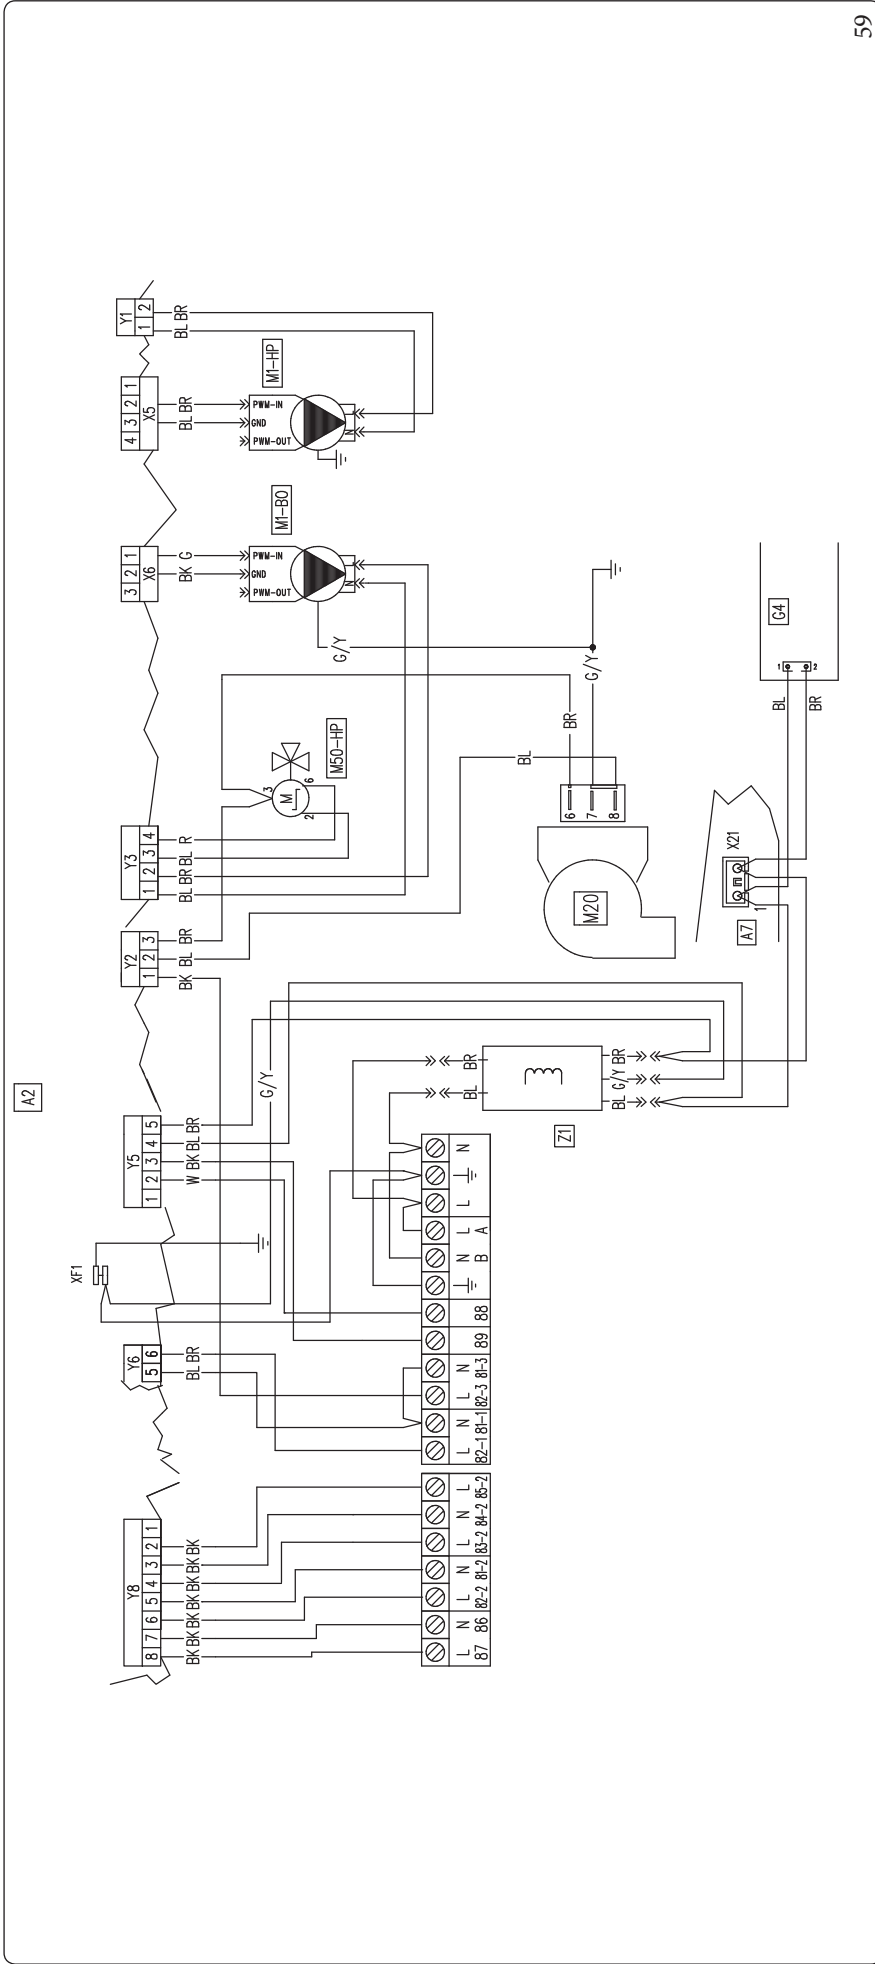 A2
XF1
Y8
8 7 6 5 4 3 2 1
BK BK BK BK BK BK BK
Y6
5 6
BL BR
Y5
1 2 3 4 5
W BK BL BR
Y2
1 2 3
BK BL BR
Y3
1 2 3 4
BL BR BL R
3 2 1
X6
BK G
4 3 2 1
X5
BL BR
Y1
1 2
BL BR
G/Y
M
3
2 6
M50-HP
PWM-OUT GND PWM-IN
N L
M1-BO
PWM-OUT GND PWM-IN
N L
M1-HP
G/Y
L N L N L N L
87 86 82-2 81-2 83-2 84-2 85-2
L N L N
82-1 81-1 82-3 81-3
89 88
N L
B A
L N
BL BR
Z1
BL G/Y BR
BL
BR
G/Y
6
7
8
M20
A7
X21
1
BL
BR
1
2
G4
59